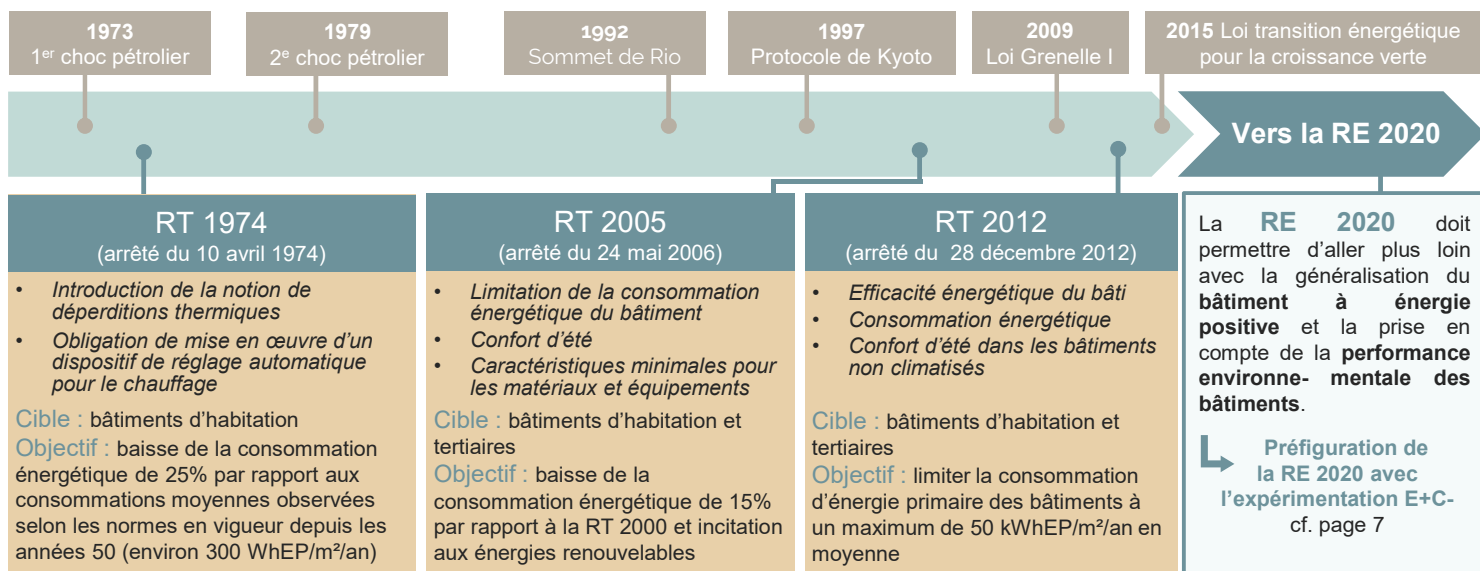 1973
1er choc pétrolier
1979
2e choc pétrolier
1992
Sommet de Rio
1997
Protocole de Kyoto
2009
Loi Grenelle I
2015 Loi transition énergétique
pour la croissance verte
Vers la RE 2020
RT 1974
(arrêté du 10 avril 1974)
• Introduction de la notion de
déperditions thermiques
• Obligation de mise en œuvre d’un
dispositif de réglage automatique
pour le chauffage
Cible : bâtiments d’habitation
Objectif : baisse de la consommation
énergétique de 25% par rapport aux
consommations moyennes observées
selon les normes en vigueur depuis les
années 50 (environ 300 WhEP/m²/an)
RT 2005
(arrêté du 24 mai 2006)
• Limitation de la consommation
énergétique du bâtiment
• Confort d’été
• Caractéristiques minimales pour
les matériaux et équipements
Cible : bâtiments d’habitation et
tertiaires
Objectif : baisse de la
consommation énergétique de 15%
par rapport à la RT 2000 et incitation
aux énergies renouvelables
RT 2012
(arrêté du 28 décembre 2012)
• Efficacité énergétique du bâti
• Consommation énergétique
• Confort d’été dans les bâtiments
non climatisés
Cible : bâtiments d’habitation et
tertiaires
Objectif : limiter la consommation
d’énergie primaire des bâtiments à
un maximum de 50 kWhEP/m²/an en
moyenne
La RE 2020 doit
permettre d’aller plus loin
avec la généralisation du
bâtiment à énergie
positive et la prise en
compte de la performance
environne- mentale des
bâtiments.
Préfiguration de
la RE 2020 avec
l’expérimentation E+C-
cf. page 7